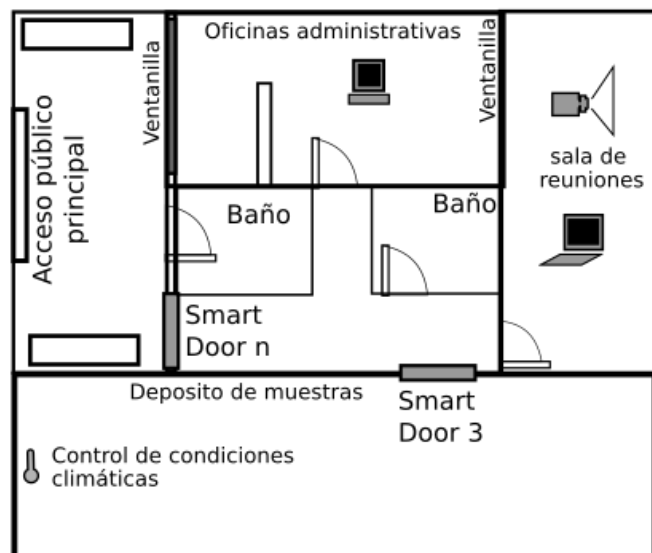 Oficinas administrativas
Ventanilla
Ventanilla
Acceso público
principal
sala de
reuniones
Baño
Baño
Smart
Door n
Deposito de muestras
Smart
Door 3
Control de condiciones
climáticas